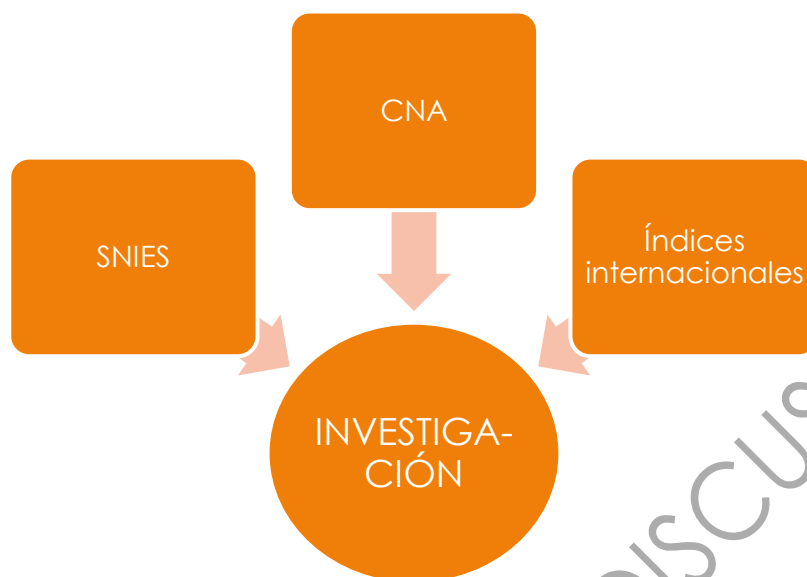 CNA
SNIES
Índices
internacionales
INVESTIGA-
CIÓN